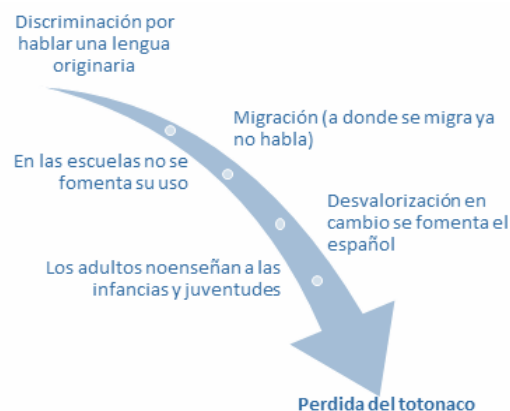 Discriminación por
hablar una lengua
originaria
Migración (a donde se migra ya
no habla)
En las escuelas no se
fomenta su uso
Desvalorización en
cambio se fomenta el
español
Los adultos noenseñan a las
infancias y juventudes
Perdida del totonaco